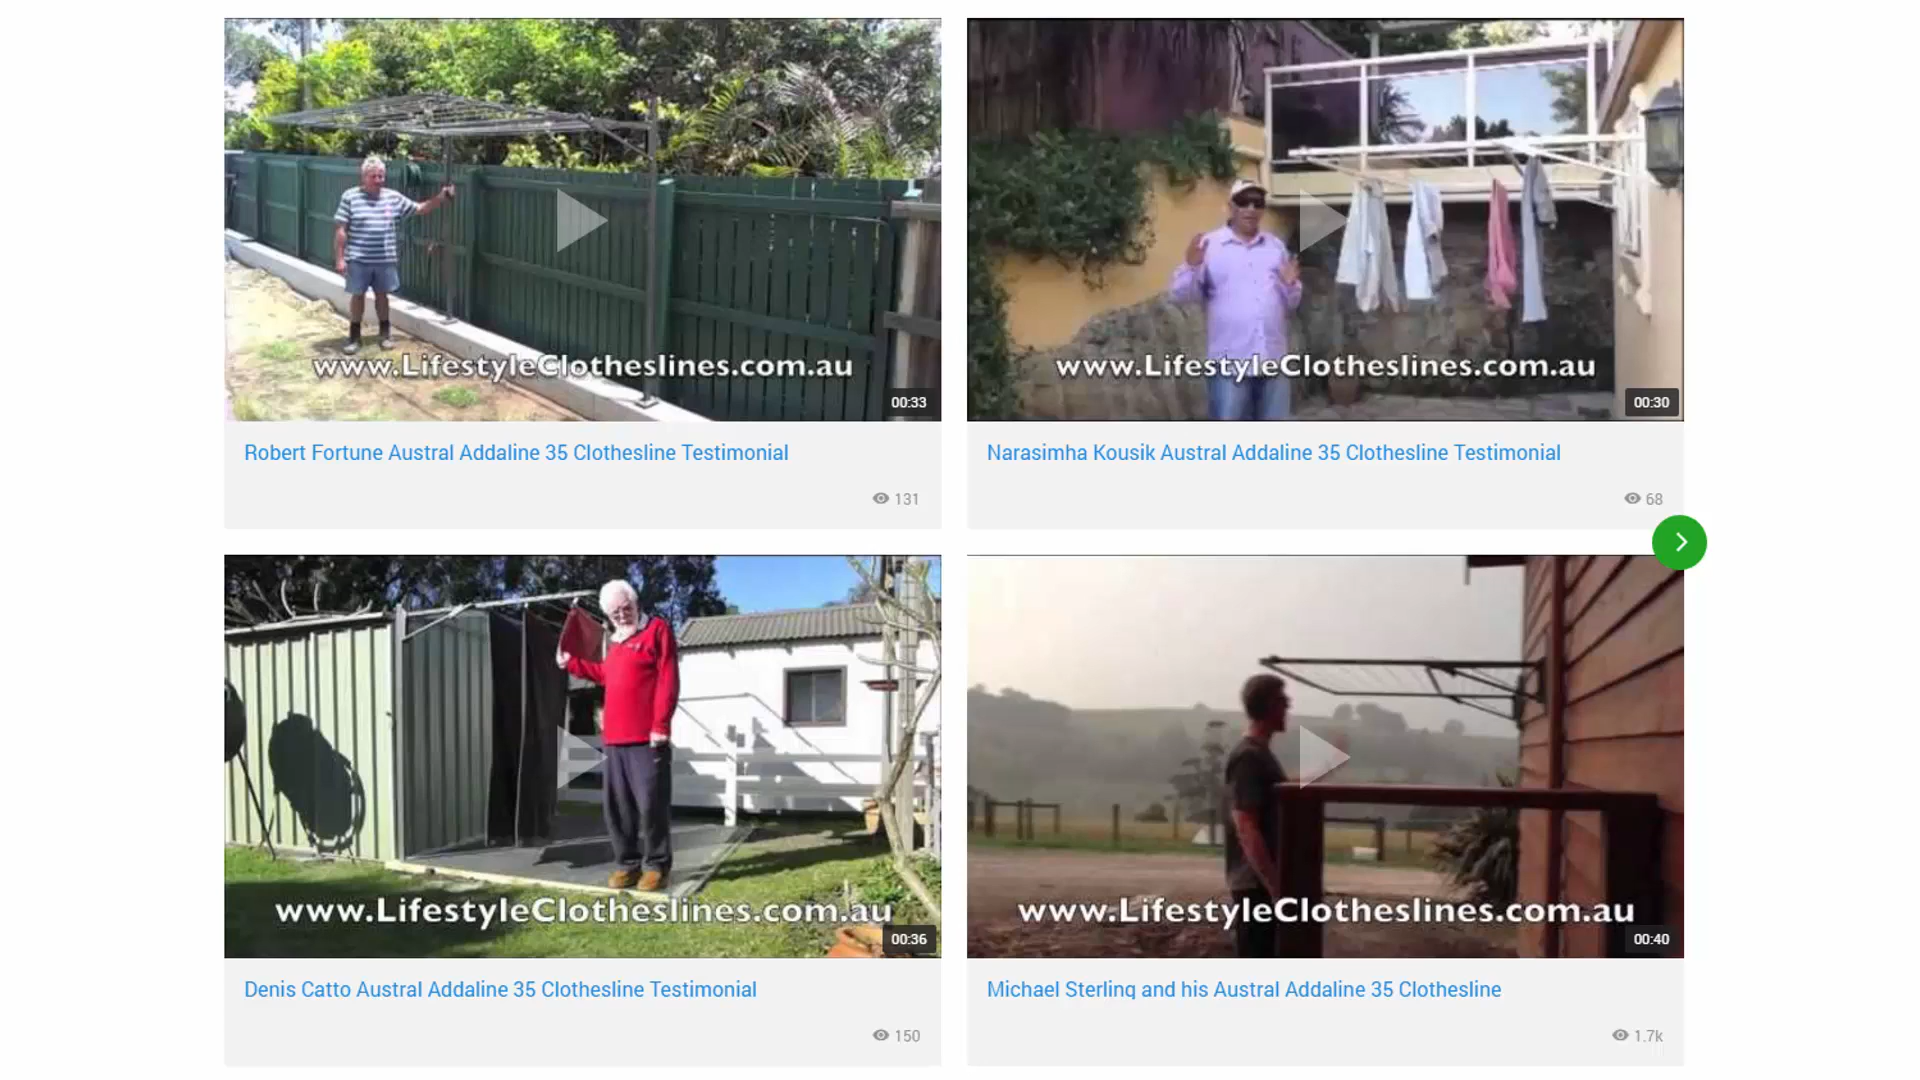 www.LifestyleClotheslines.com.au
00:33
Robert Fortune Austral Addaline 35 Clothesline Testimonial
131
www.LifestyleClotheslines.com.au
00:30
Narasimha Kousik Austral Addaline 35 Clothesline Testimonial
68
www.LifestyleClotheslines.com.au
00:36
Denis Catto Austral Addaline 35 Clothesline Testimonial
150
www.LifestyleClotheslines.com.au
00:40
Michael Sterling and his Austral Addaline 35 Clothesline
1.7k